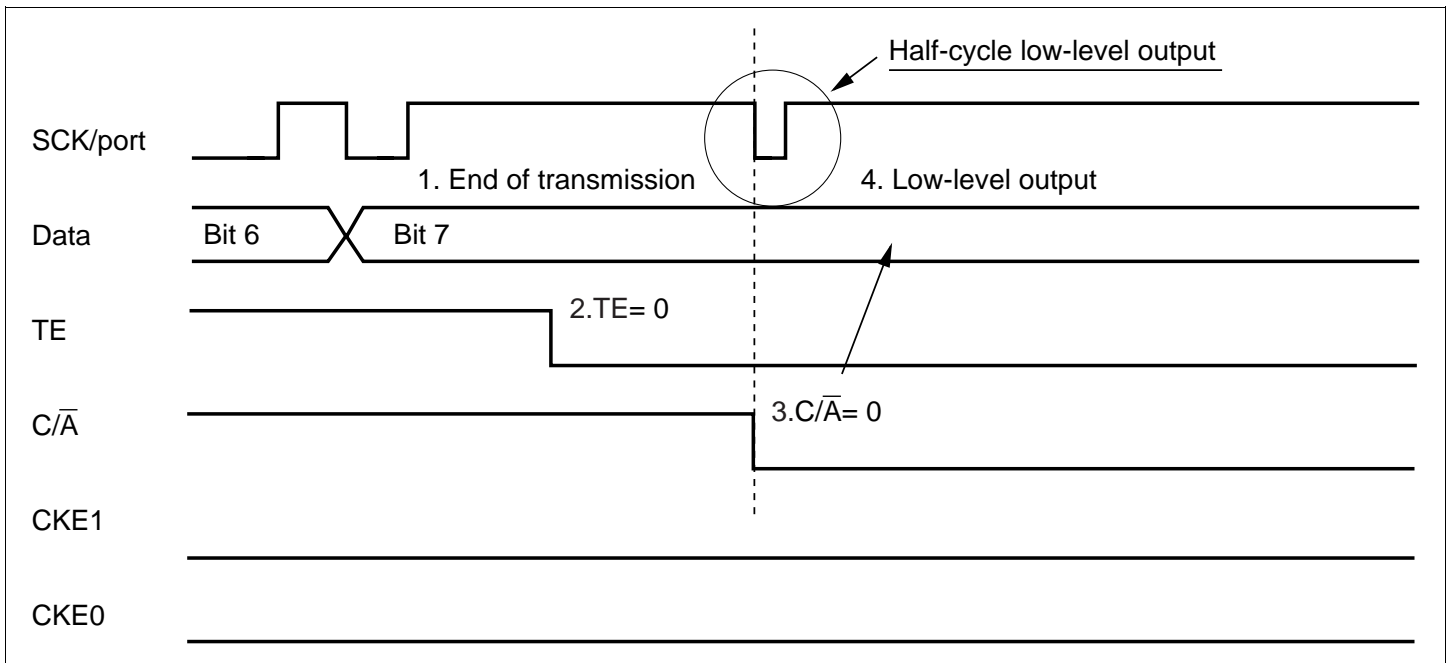 Half-cycle low-level output
SCK/port
1. End of transmission
4. Low-level output
Data
Bit 6
Bit 7
TE
2.TE= 0
C/A̅
3.C/A̅= 0
CKE1
CKE0